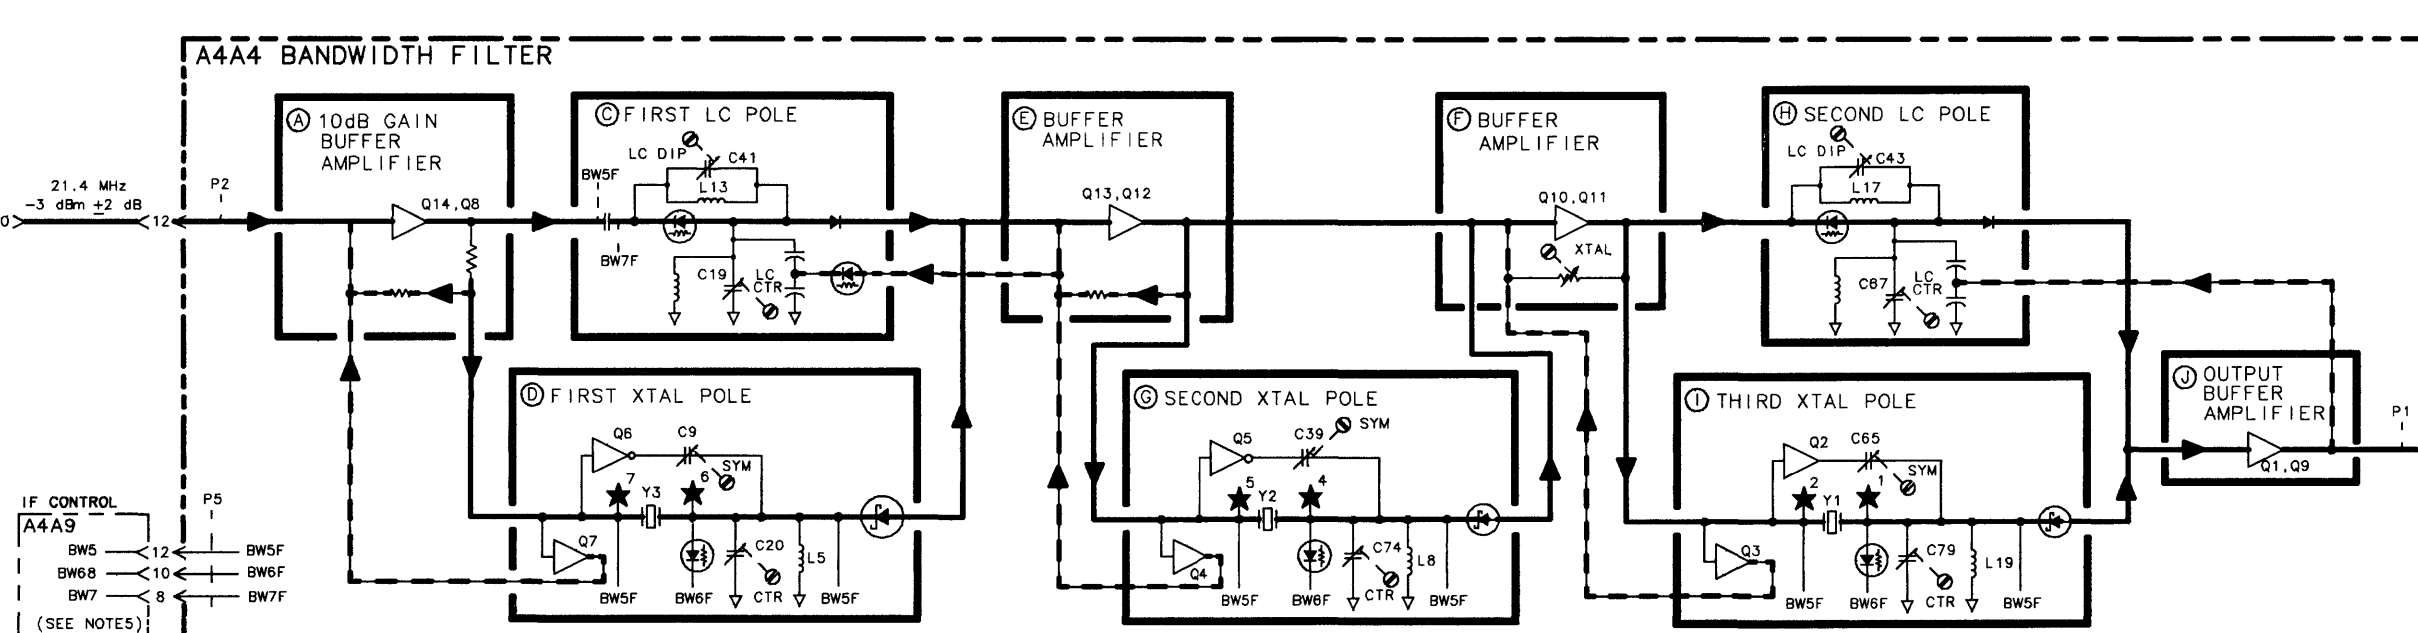 A4A4 BANDWIDTH FILTER
21.4 MHz
-3 dBm ±2 dB
0
12
P2
A 10dB GAIN
BUFFER
AMPLIFIER
Q14,Q8
C FIRST LC POLE
LC DIP
C41
L13
BW5F
BW7F
C19
LC
CTR
E BUFFER
AMPLIFIER
Q13,Q12
F BUFFER
AMPLIFIER
Q10,Q11
XTAL
H SECOND LC POLE
LC DIP
C43
L17
C67
LC
CTR
D FIRST XTAL POLE
Q6
C9
SYM
7
6
Y3
Q7
C20
L5
CTR
BW5F
BW6F
BW5F
G SECOND XTAL POLE
Q5
C39
SYM
5
4
Y2
Q4
C74
L8
CTR
BW5F
BW6F
BW5F
I THIRD XTAL POLE
Q2
C65
SYM
2
1
Y1
Q3
C79
L19
CTR
BW5F
BW6F
BW5F
J OUTPUT
BUFFER
AMPLIFIER
Q1,Q9
P1
IF CONTROL
A4A9
P5
BW5 12 BW5F
BW68 10 BW6F
BW7 8 BW7F
(SEE NOTE5)